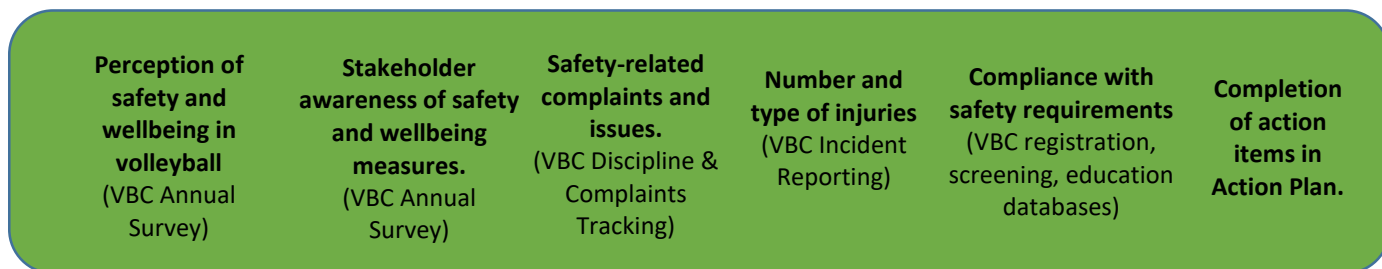 Perception of
safety and
wellbeing in
volleyball
(VBC Annual
Survey)
Stakeholder
awareness of safety
and wellbeing
measures.
(VBC Annual
Survey)
Safety-related
complaints and
issues.
(VBC Discipline &
Complaints
Tracking)
Number and
type of injuries
(VBC Incident
Reporting)
Compliance with
safety requirements
(VBC registration,
screening, education
databases)
Completion
of action
items in
Action Plan.